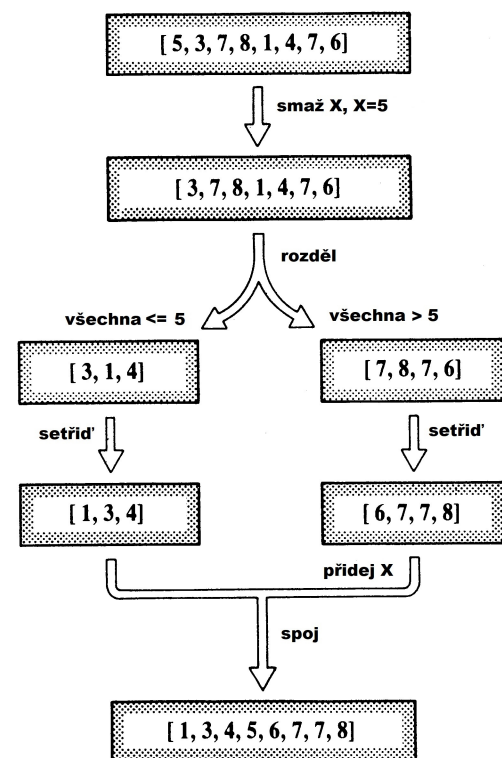 [ 5, 3, 7, 8, 1, 4, 7, 6]
smaž X, X=5
[ 3, 7, 8, 1, 4, 7, 6]
rozděl
všechna <= 5
všechna > 5
[ 3, 1, 4]
[ 7, 8, 7, 6]
setřiď
setřiď
[ 1, 3, 4]
[ 6, 7, 7, 8]
přidej X
spoj
[ 1, 3, 4, 5, 6, 7, 7, 8]